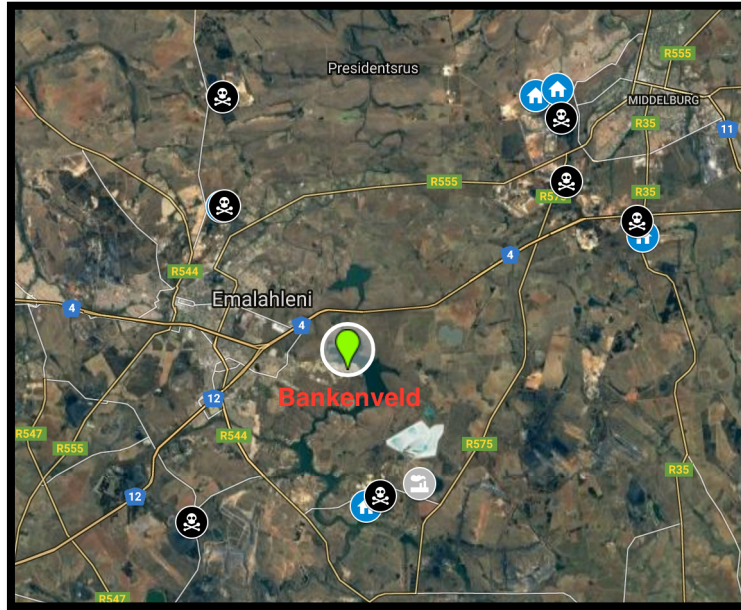 R555
Presidentsrus
MIDDELBURG
R35
11
R555
R575
R35
4
R544
Emalahleni
4
4
Bankenveld
12
R547
R555
R544
R575
R35
12
R547